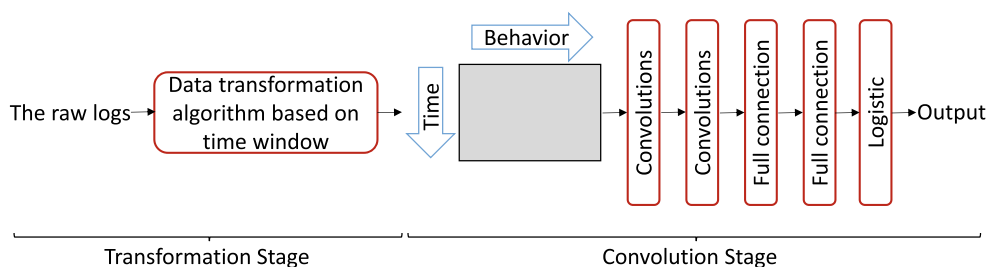 The raw logs
Data transformation
algorithm based on
time window
Time
Behavior
Convolutions
Convolutions
Full connection
Full connection
Logistic
Output
Transformation Stage
Convolution Stage